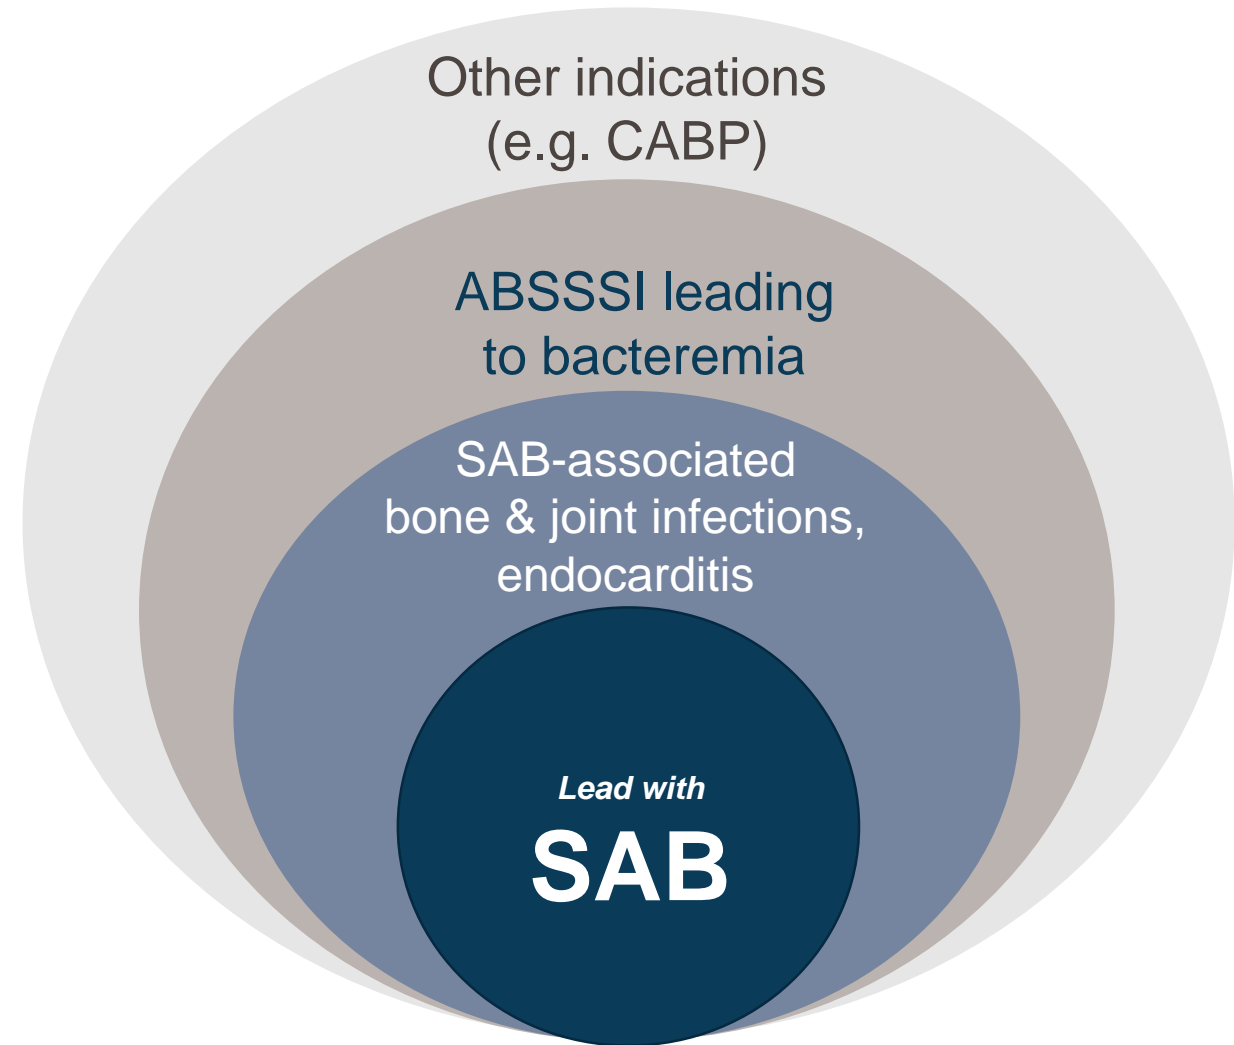 Other indications
(e.g. CABP)
ABSSSI leading
to bacteremia
SAB-associated
bone & joint infections,
endocarditis
Lead with
SAB